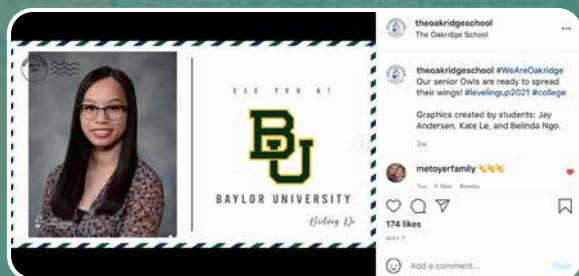 SEE YOU AT
BU
BAYLOR UNIVERSITY
theoakridgeschool
The Oakridge School
theoakridgeschool #WeAreOakridge
Our senior Owls are ready to spread
their wings! #levelingup2021 #college
Graphics created by students: Jay
Andersen, Kate Le, and Belinda Ngo.
2w
metoyerfamily 👏👏👏
174 likes
MAY 7
Add a comment...
Post